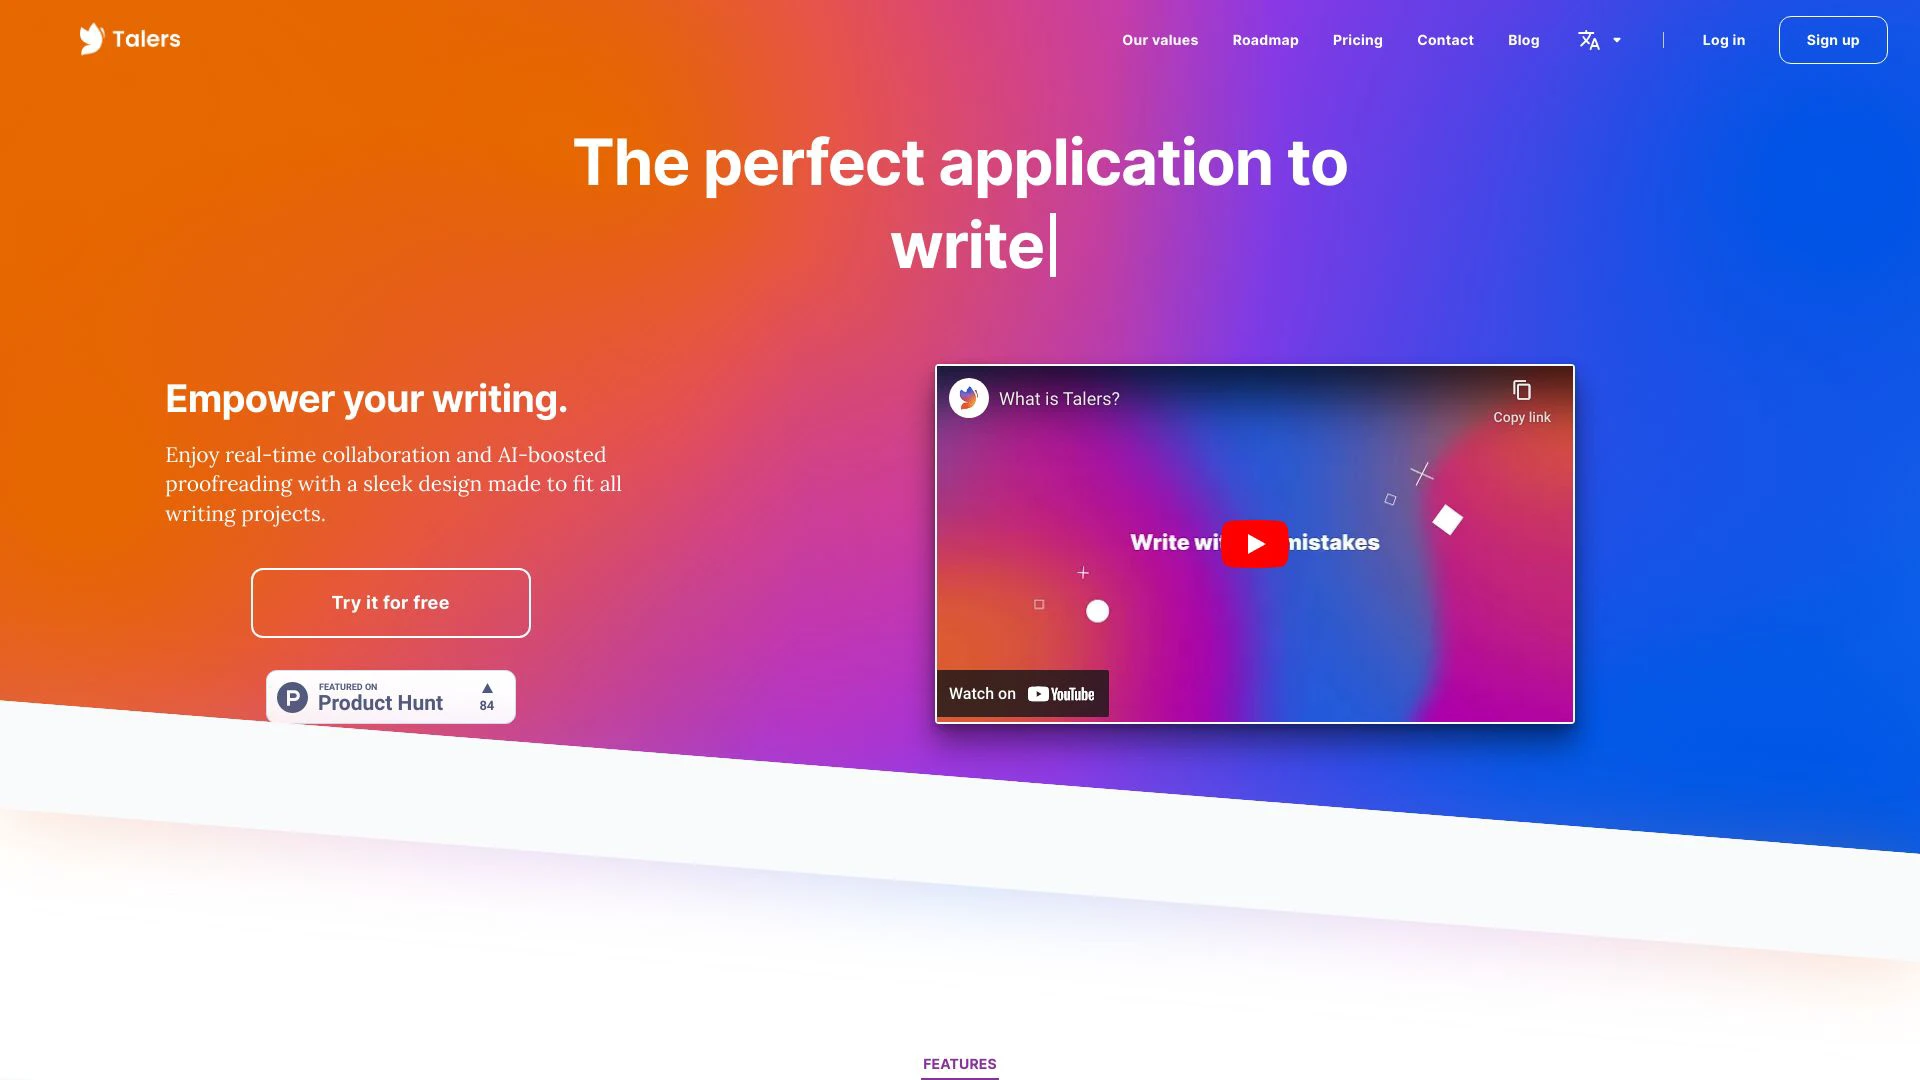 Talers
Our values
Roadmap
Pricing
Contact
Blog
Log in
Sign up
The perfect application to
write
Empower your writing.
Enjoy real-time collaboration and AI-boosted
proofreading with a sleek design made to fit all
writing projects.
Try it for free
FEATURED ON
Product Hunt
84
What is Talers?
Copy link
Write mistakes
Watch on YouTube
FEATURES